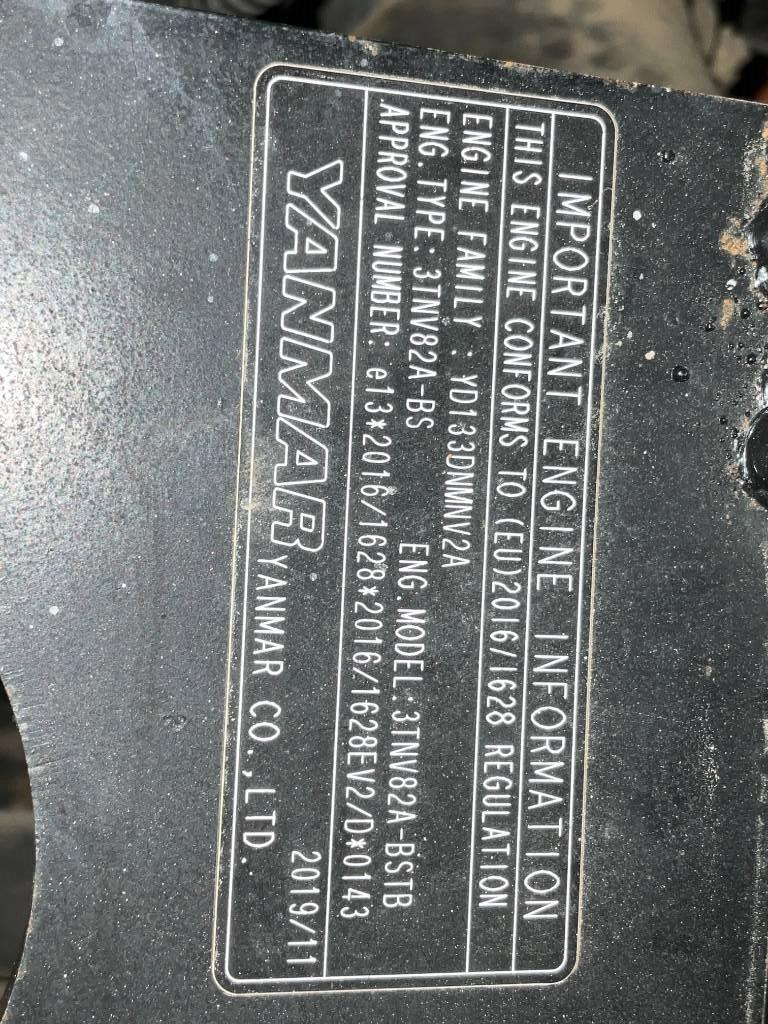 IMPORTANT ENGINE INFORMATION
THIS ENGINE CONFORMS TO (EU)2016/1628 REGULATION
ENGINE FAMILY : YD133DNMNV2A
ENG. TYPE: 3TNV82A-BS ENG.MODEL:3TNV82A-BSTB
APPROVAL NUMBER: e13*2016/1628*2016/1628EV2/D*0143
2019/11
YANMAR YANMAR CO.,LTD.